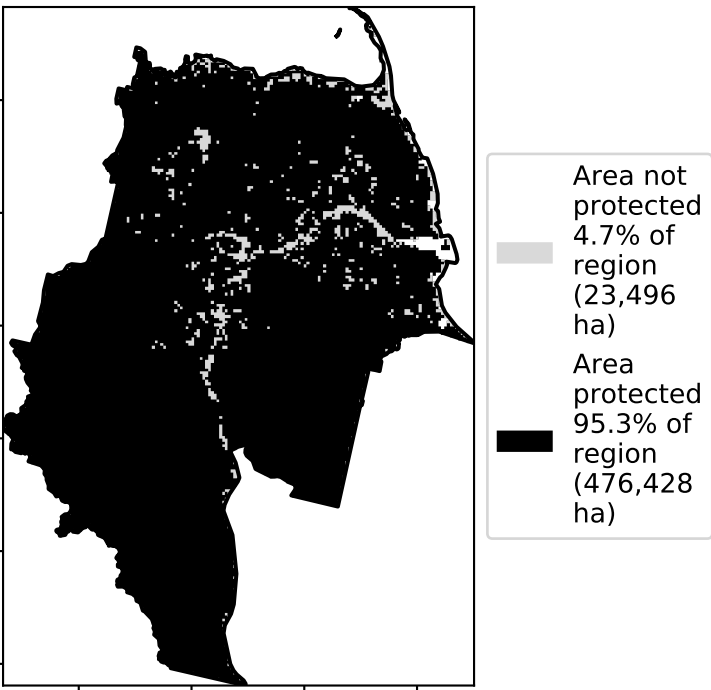 Area not
protected
4.7% of
region
(23,496
ha)
Area
protected
95.3% of
region
(476,428
ha)